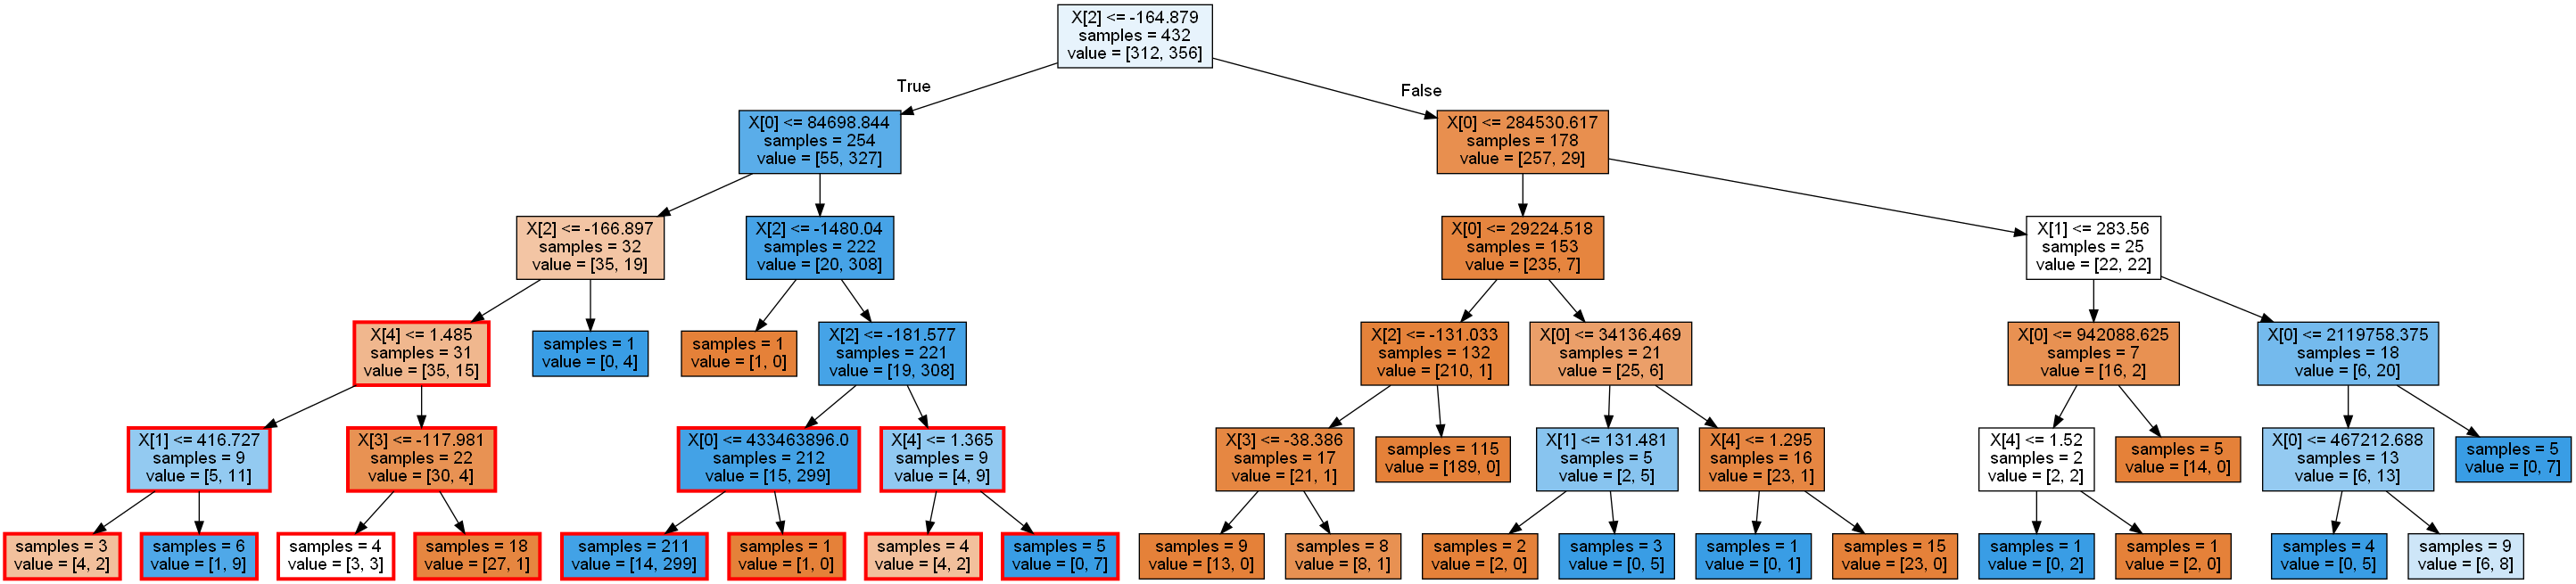 X[2] <= -164.879
samples = 432
value = [312, 356]
True
False
X[0] <= 84698.844
samples = 254
value = [55, 327]
X[0] <= 284530.617
samples = 178
value = [257, 29]
X[2] <= -166.897
samples = 32
value = [35, 19]
X[2] <= -1480.04
samples = 222
value = [20, 308]
X[0] <= 29224.518
samples = 153
value = [235, 7]
X[1] <= 283.56
samples = 25
value = [22, 22]
X[4] <= 1.485
samples = 31
value = [35, 15]
samples = 1
value = [0, 4]
samples = 1
value = [1, 0]
X[2] <= -181.577
samples = 221
value = [19, 308]
X[2] <= -131.033
samples = 132
value = [210, 1]
X[0] <= 34136.469
samples = 21
value = [25, 6]
X[0] <= 942088.625
samples = 7
value = [16, 2]
X[0] <= 2119758.375
samples = 18
value = [6, 20]
X[1] <= 416.727
samples = 9
value = [5, 11]
X[3] <= -117.981
samples = 22
value = [30, 4]
X[0] <= 433463896.0
samples = 212
value = [15, 299]
X[4] <= 1.365
samples = 9
value = [4, 9]
X[3] <= -38.386
samples = 17
value = [21, 1]
samples = 115
value = [189, 0]
X[1] <= 131.481
samples = 5
value = [2, 5]
X[4] <= 1.295
samples = 16
value = [23, 1]
X[4] <= 1.52
samples = 2
value = [2, 2]
samples = 5
value = [14, 0]
X[0] <= 467212.688
samples = 13
value = [6, 13]
samples = 5
value = [0, 7]
samples = 3
value = [4, 2]
samples = 6
value = [1, 9]
samples = 4
value = [3, 3]
samples = 18
value = [27, 1]
samples = 211
value = [14, 299]
samples = 1
value = [1, 0]
samples = 4
value = [4, 2]
samples = 5
value = [0, 7]
samples = 9
value = [13, 0]
samples = 8
value = [8, 1]
samples = 2
value = [2, 0]
samples = 3
value = [0, 5]
samples = 1
value = [0, 1]
samples = 15
value = [23, 0]
samples = 1
value = [0, 2]
samples = 1
value = [2, 0]
samples = 4
value = [0, 5]
samples = 9
value = [6, 8]